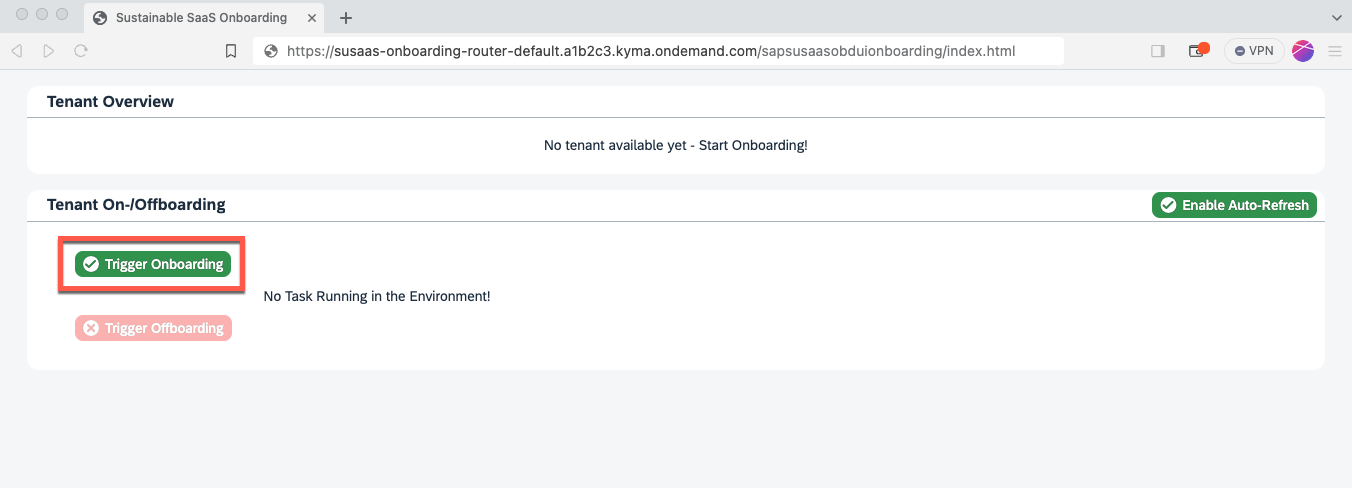 Sustainable SaaS Onboarding
https://susaas-onboarding-router-default.a1b2c3.kyma.ondemand.com/sapsusaasobduionboarding/index.html
VPN
Tenant Overview
No tenant available yet - Start Onboarding!
Tenant On-/Offboarding
Enable Auto-Refresh
Trigger Onboarding
No Task Running in the Environment!
Trigger Offboarding